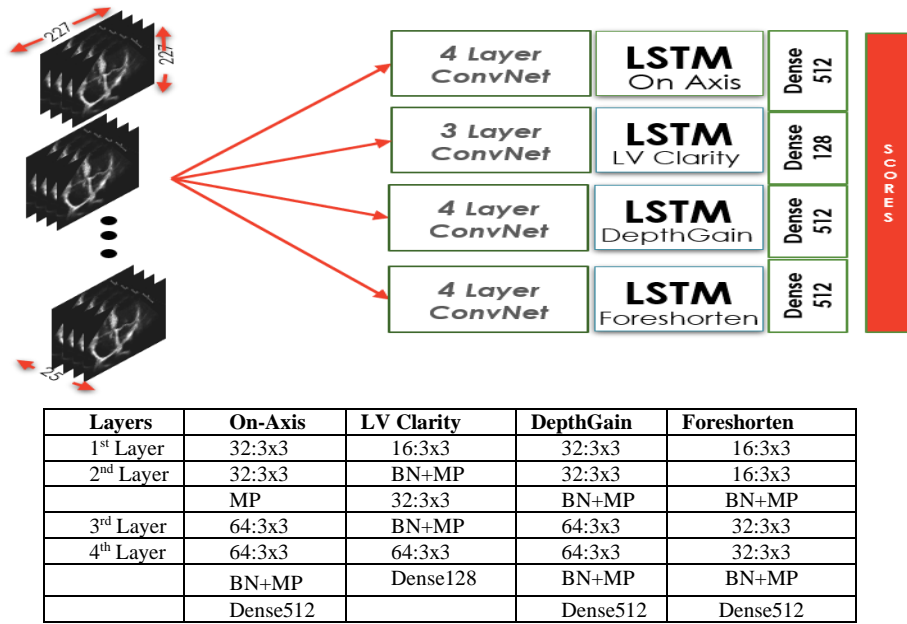 227
227
25
4 Layer
ConvNet
LSTM
On Axis
Dense
512
3 Layer
ConvNet
LSTM
LV Clarity
Dense
128
4 Layer
ConvNet
LSTM
DepthGain
Dense
512
4 Layer
ConvNet
LSTM
Foreshorten
Dense
512
SCORES
Layers On-Axis LV Clarity DepthGain Foreshorten
1st Layer 32:3x3 16:3x3 32:3x3 16:3x3
2nd Layer 32:3x3 BN+MP 32:3x3 16:3x3
MP 32:3x3 BN+MP BN+MP
3rd Layer 64:3x3 BN+MP 64:3x3 32:3x3
4th Layer 64:3x3 64:3x3 64:3x3 32:3x3
BN+MP Dense128 BN+MP BN+MP
Dense512 Dense512 Dense512